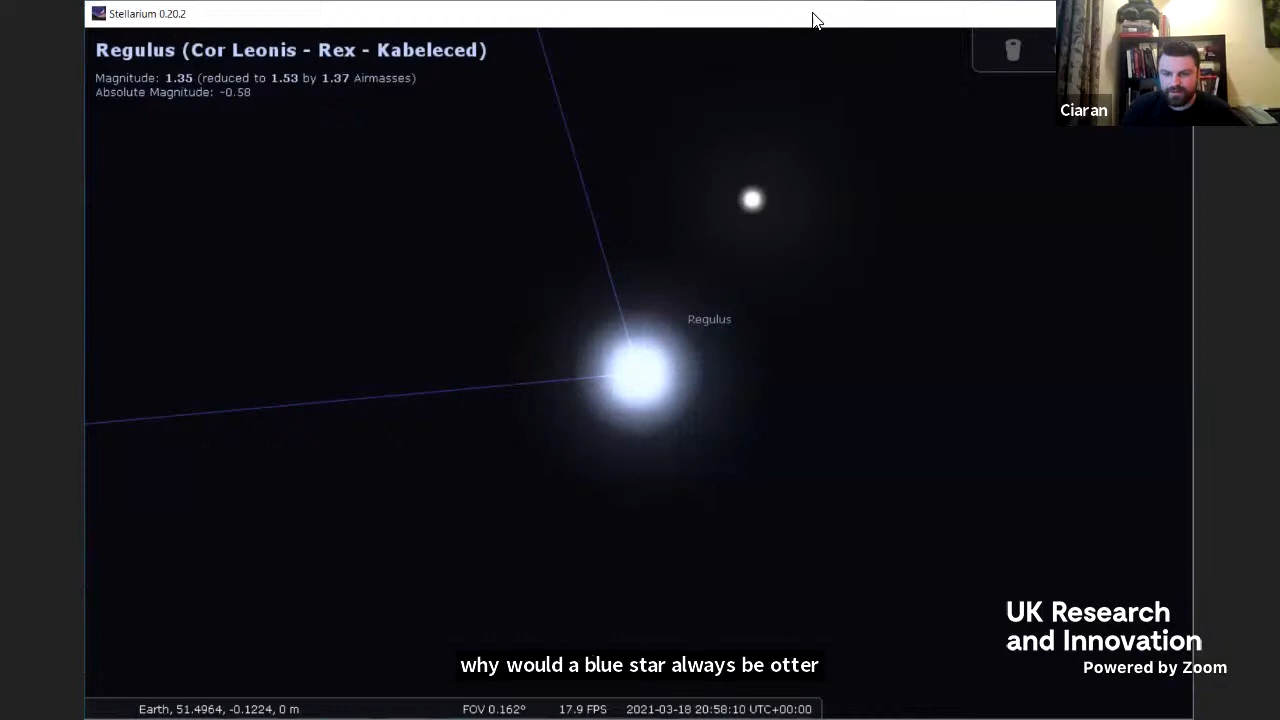 Stellarium 0.20.2
Regulus (Cor Leonis - Rex - Kabeleced)
Magnitude: 1.35 (reduced to 1.53 by 1.37 Airmasses)
Absolute Magnitude: -0.58
Ciaran
Regulus
UK Research
and Innovation
Powered by Zoom
why would a blue star always be otter
Earth, 51.4964, -0.1224, 0 m FOV 0.162° 17.9 FPS 2021-03-18 20:58:10 UTC+00:00